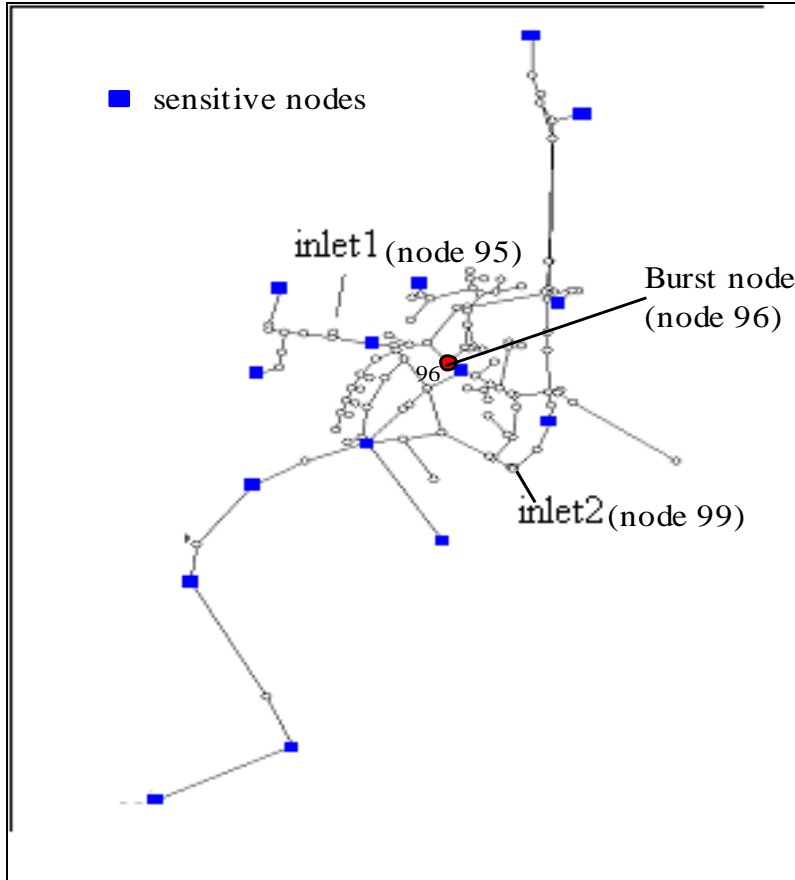 sensitive nodes
inlet1 (node 95)
Burst node
(node 96)
96
inlet2 (node 99)